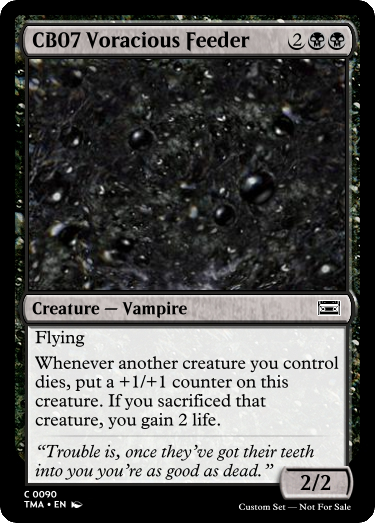 CB07 Voracious Feeder 2
Creature — Vampire
Flying
Whenever another creature you control
dies, put a +1/+1 counter on this
creature. If you sacrificed that
creature, you gain 2 life.
“Trouble is, once they’ve got their teeth
into you you’re as good as dead.”
2/2
C 0090
TMA • EN
Custom Set — Not For Sale